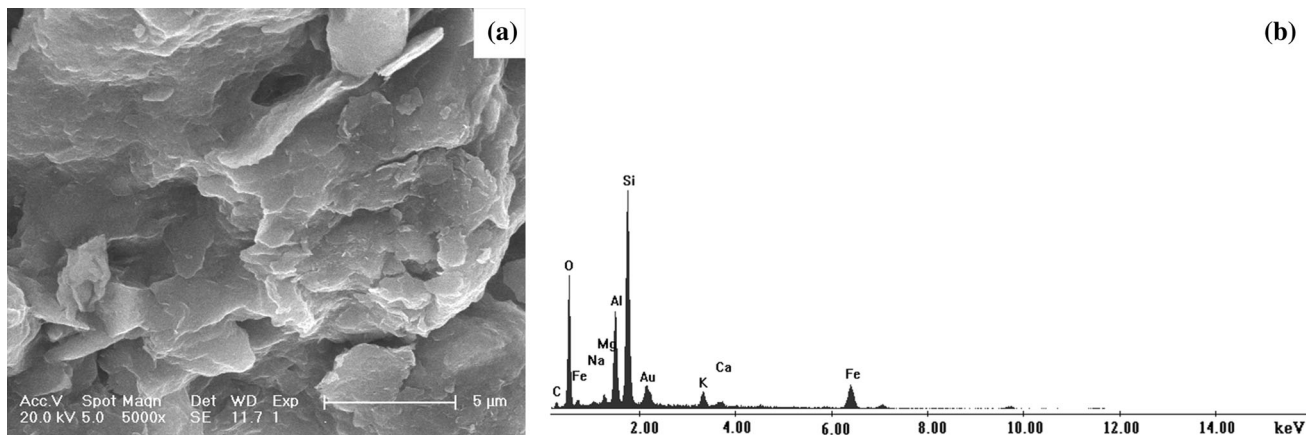 (a)
Acc.V Spot Magn Det WD Exp
20.0 kV 5.0 5000x SE 11.7 1 5 µm
(b)
Si
O
Al
Mg
Na
Fe
C
Au
K
Ca
Fe
2.00 4.00 6.00 8.00 10.00 12.00 14.00 keV